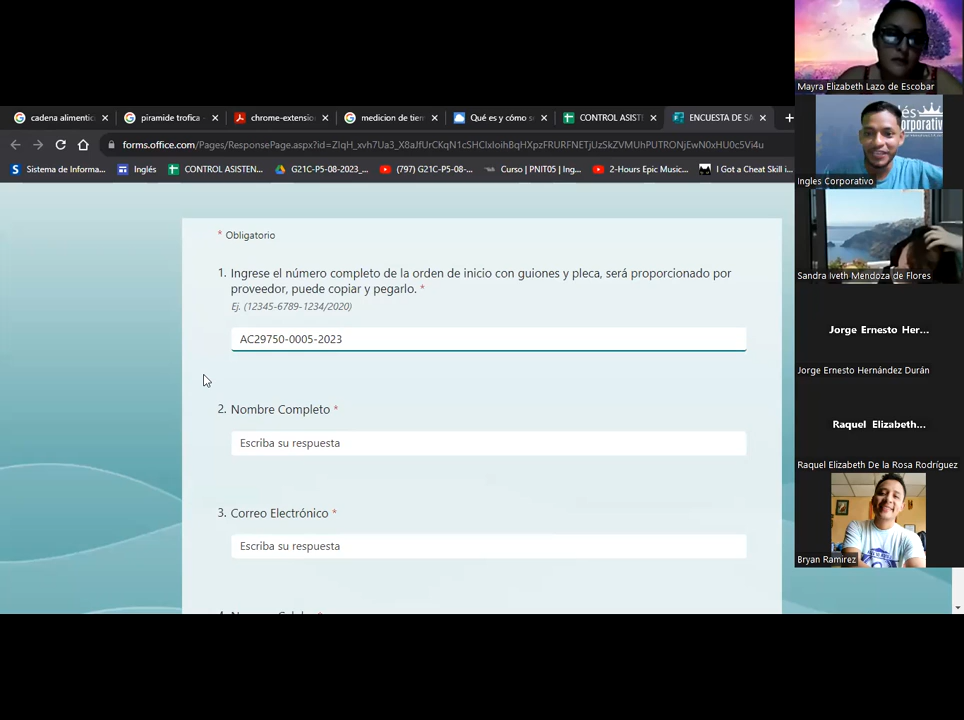 cadena alimentic
piramide trofica -
chrome-extensio
medicion de tiem
Qué es y cómo s
CONTROL ASIST
ENCUESTA DE SA
forms.office.com/Pages/ResponsePage.aspx?id=ZIqH_xvh7Ua3_X8aJfUrCKqN1cSHClxIoihBqHXpzFRURFNETjUzSkZVMUhPUTRONjEwN0xHU0c5Vi4u
Sistema de Informa...
Inglés
CONTROL ASISTEN...
G21C-P5-08-2023_...
(797) G21C-P5-08-...
Curso | PNIT05 | Ing...
2-Hours Epic Music...
I Got a Cheat Skill i
* Obligatorio
1. Ingrese el número completo de la orden de inicio con guiones y pleca, será proporcionado por
proveedor, puede copiar y pegarlo. *
Ej. (12345-6789-1234/2020)
AC29750-0005-2023
2. Nombre Completo *
Escriba su respuesta
3. Correo Electrónico *
Escriba su respuesta
Mayra Elizabeth Lazo de Escobar
Ingles Corporativo
Sandra Iveth Mendoza de Flores
Jorge Ernesto Her...
Jorge Ernesto Hernández Durán
Raquel Elizabeth...
Raquel Elizabeth De la Rosa Rodríguez
Bryan Ramirez